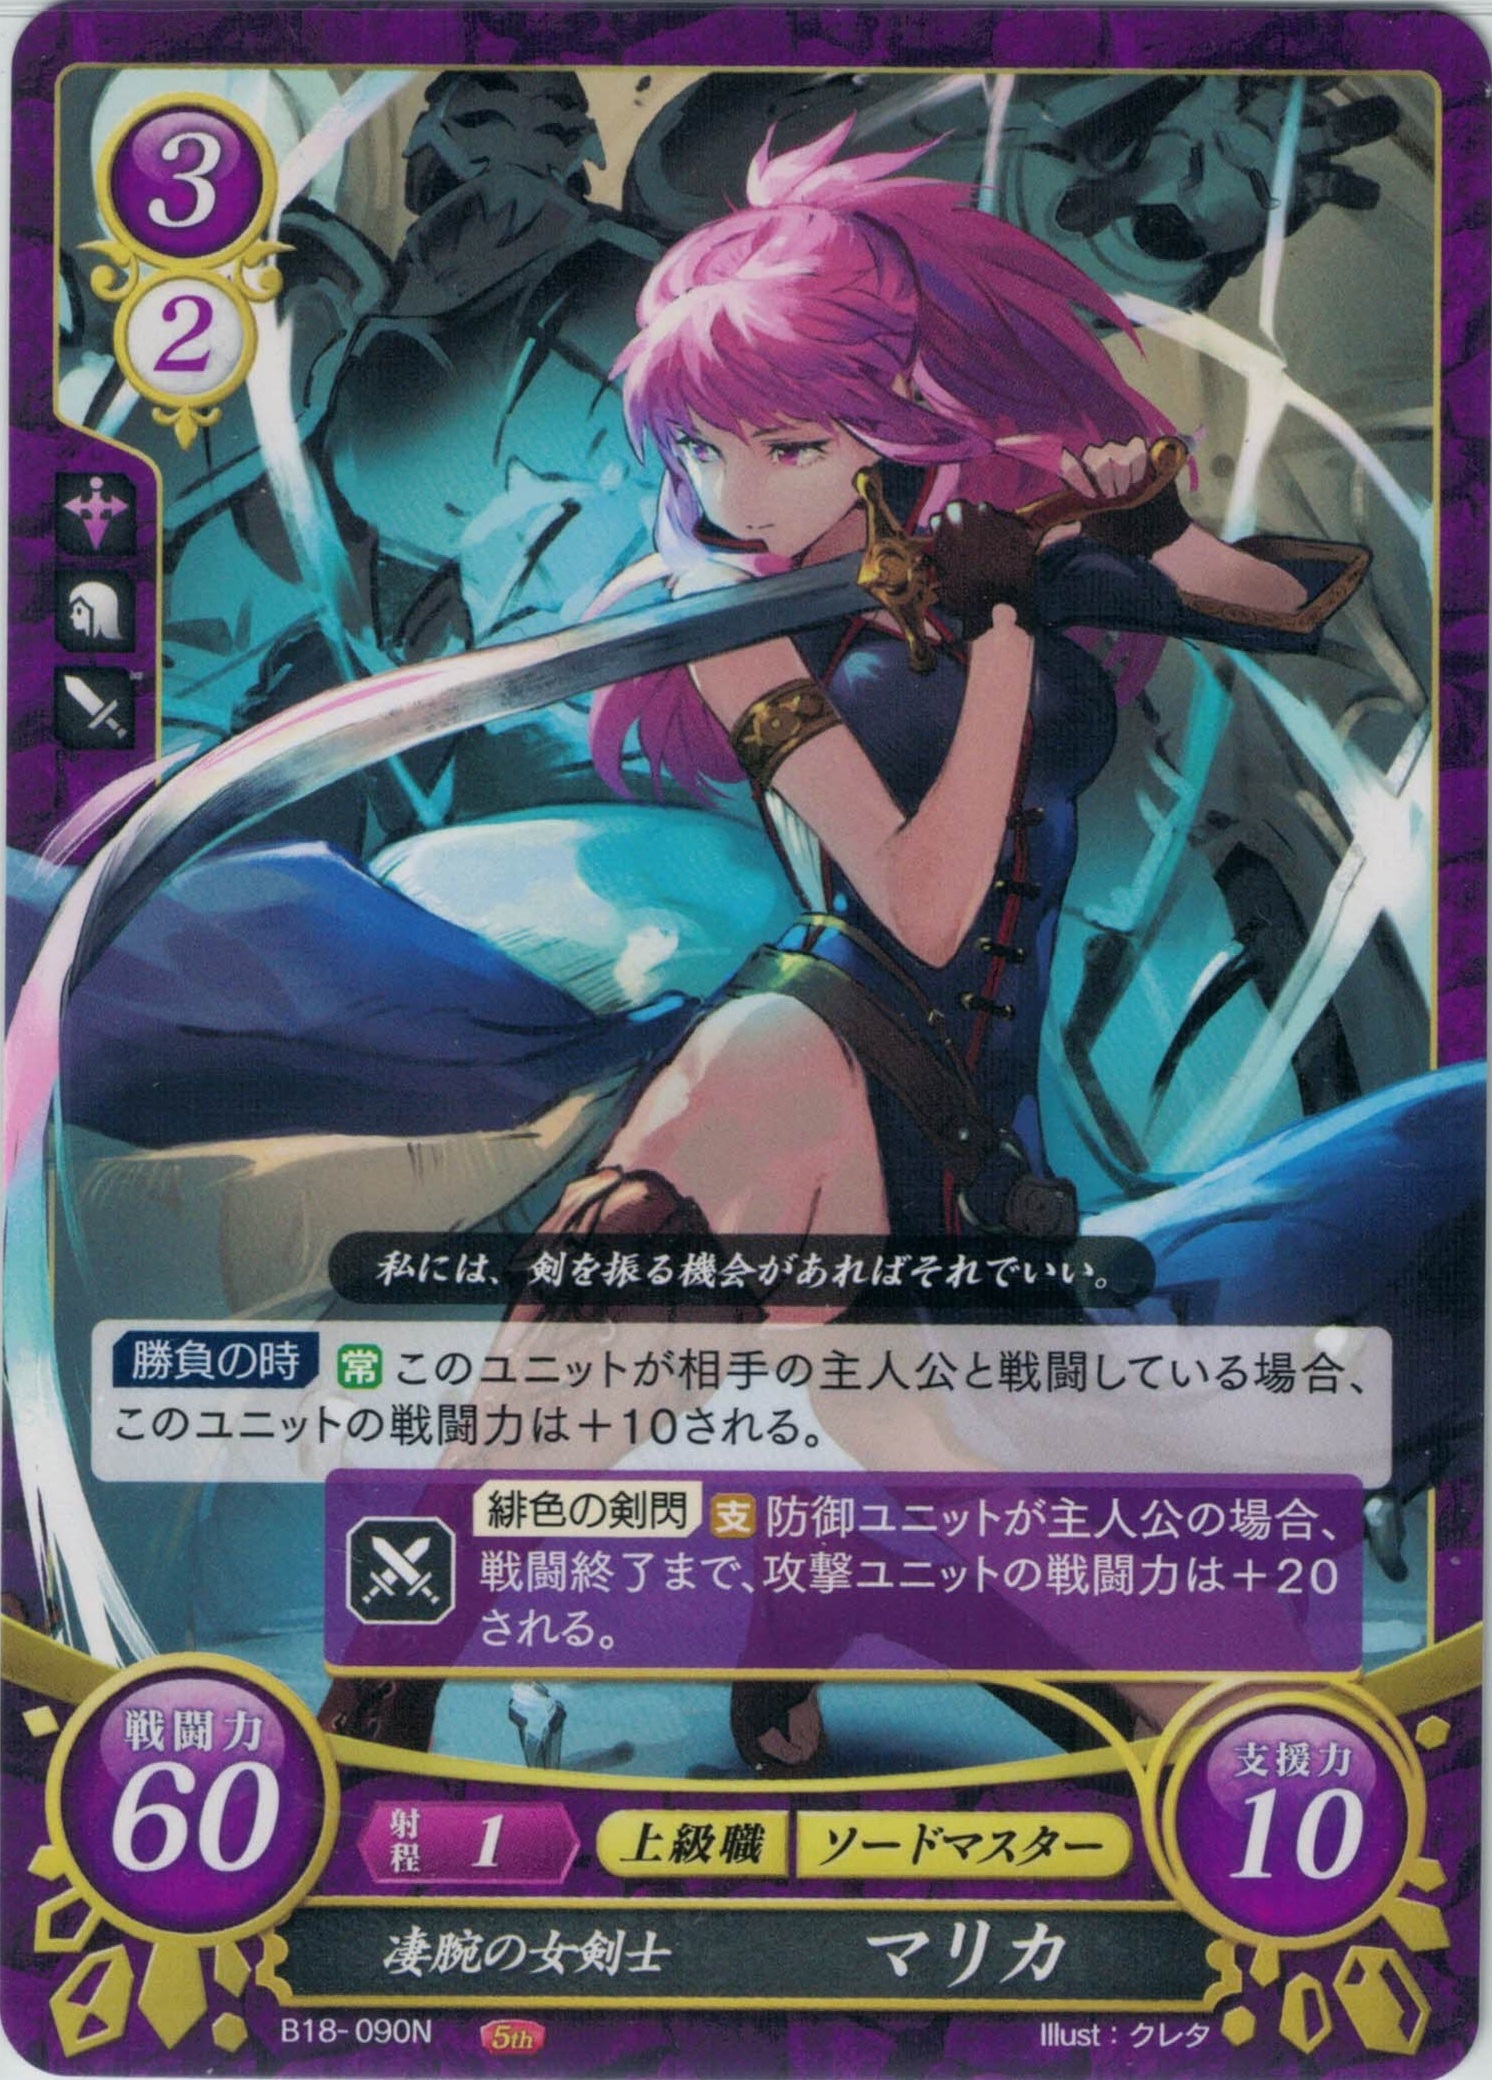 3
2
私には、剣を振る機会があればそれでいい。
勝負の時 常 このユニットが相手の主人公と戦闘している場合、
このユニットの戦闘力は＋10される。
緋色の剣閃 支 防御ユニットが主人公の場合、
戦闘終了まで、攻撃ユニットの戦闘力は＋20
される。
戦闘力
60
射程 1
上級職 ソードマスター
支援力
10
凄腕の女剣士 マリカ
B18-090N 5th Illust：クレタ